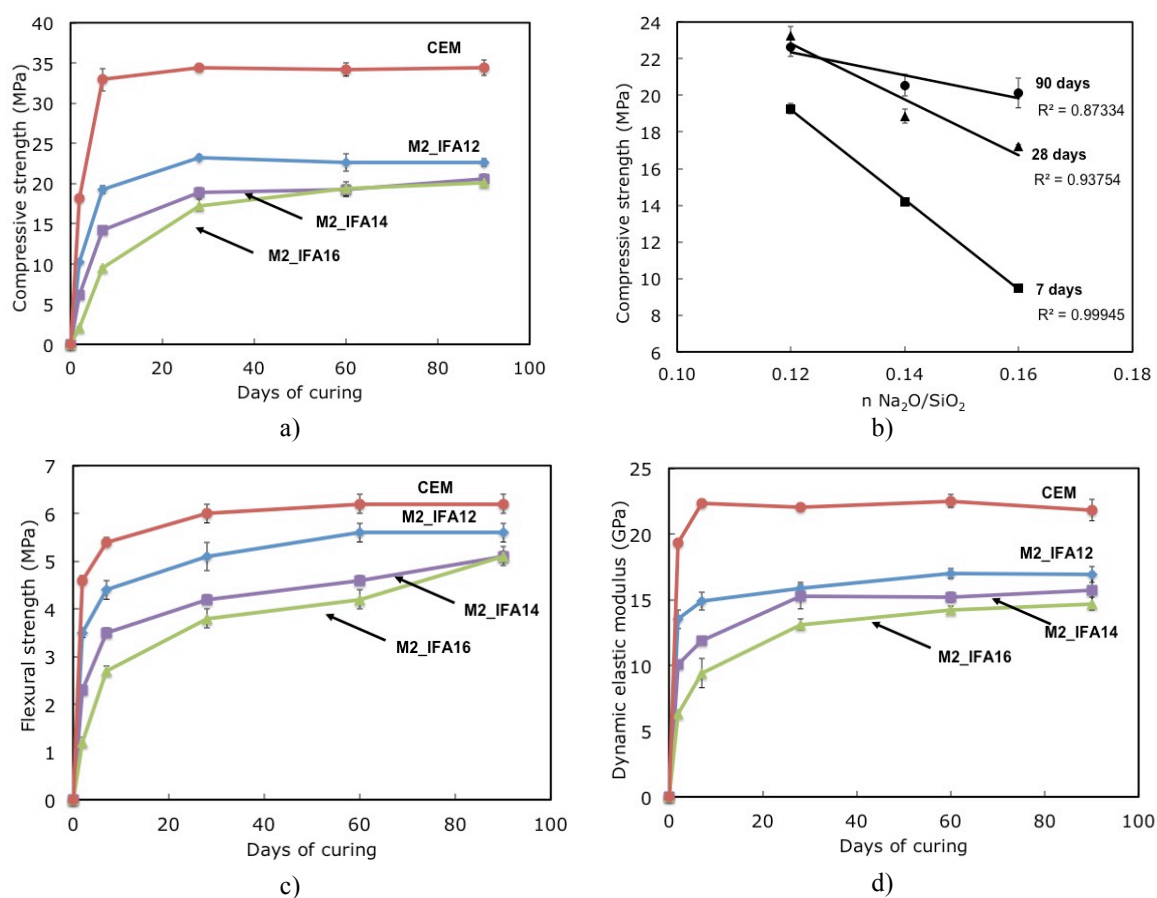 Compressive strength (MPa)
40
35
30
25
20
15
10
5
0
0 20 40 60 80 100
Days of curing
CEM
M2_IFA12
M2_IFA14
M2_IFA16
a)
Compressive strength (MPa)
24
22
20
18
16
14
12
10
8
6
0.10 0.12 0.14 0.16 0.18
n Na₂O/SiO₂
90 days
R² = 0.87334
28 days
R² = 0.93754
7 days
R² = 0.99945
b)
Flexural strength (MPa)
7
6
5
4
3
2
1
0
0 20 40 60 80 100
Days of curing
CEM
M2_IFA12
M2_IFA14
M2_IFA16
c)
Dynamic elastic modulus (GPa)
25
20
15
10
5
0
0 20 40 60 80 100
Days of curing
CEM
M2_IFA12
M2_IFA14
M2_IFA16
d)